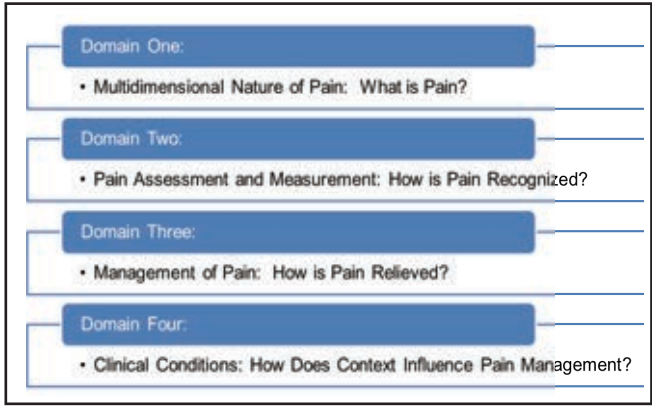 Domain One:
• Multidimensional Nature of Pain: What is Pain?
Domain Two:
• Pain Assessment and Measurement: How is Pain Recognized?
Domain Three:
• Management of Pain: How is Pain Relieved?
Domain Four:
• Clinical Conditions: How Does Context Influence Pain Management?